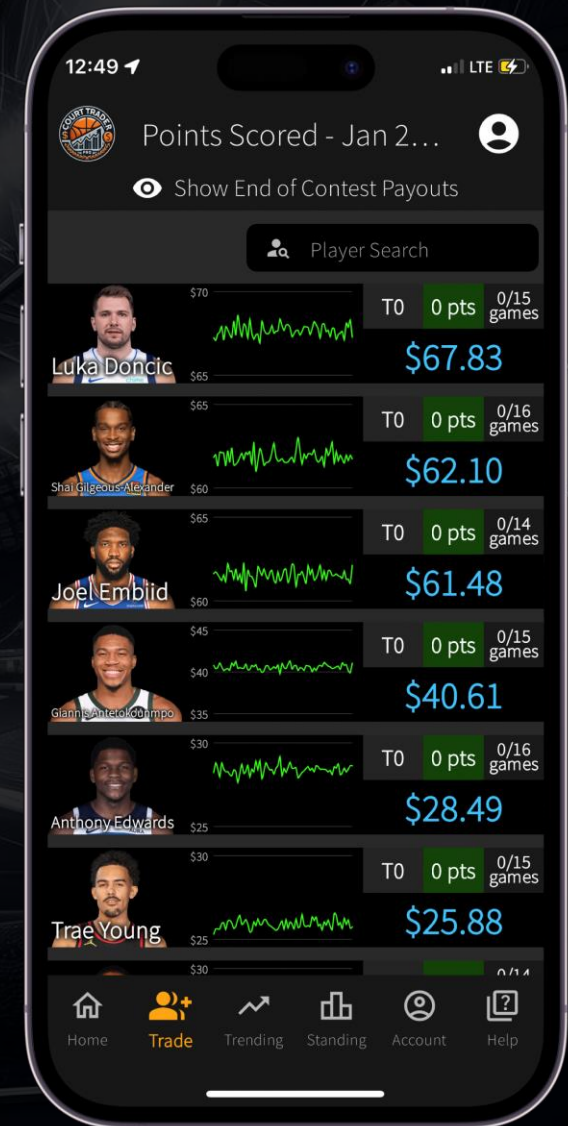 12:49
LTE
COURT TRADER
PRO
Points Scored - Jan 2...
Show End of Contest Payouts
Player Search
$70
$65
Luka Doncic
T0 0 pts 0/15 games
$67.83
$65
$60
Shai Gilgeous-Alexander
T0 0 pts 0/16 games
$62.10
$65
$60
Joel Embiid
T0 0 pts 0/14 games
$61.48
$45
$40
$35
Giannis Antetokounmpo
T0 0 pts 0/15 games
$40.61
$30
$25
Anthony Edwards
T0 0 pts 0/16 games
$28.49
$30
$25
Trae Young
T0 0 pts 0/15 games
$25.88
$30
Home Trade Trending Standing Account Help